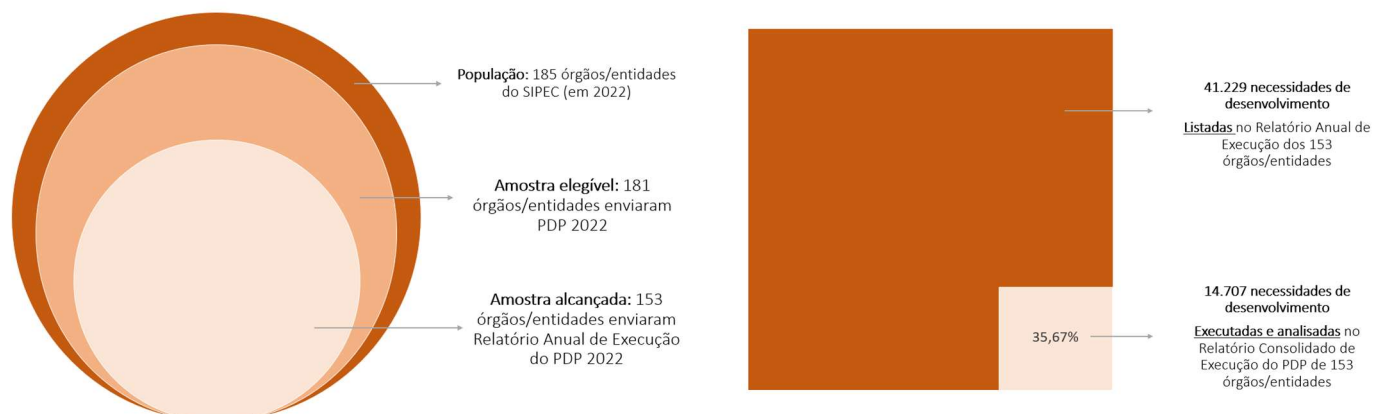 População: 185 órgãos/entidades
do SIPEC (em 2022)
Amostra elegível: 181
órgãos/entidades enviaram
PDP 2022
Amostra alcançada: 153
órgãos/entidades enviaram
Relatório Anual de Execução
do PDP 2022
41.229 necessidades de
desenvolvimento
Listadas no Relatório Anual de
Execução dos 153
órgãos/entidades
35,67%
14.707 necessidades de
desenvolvimento
Executadas e analisadas no
Relatório Consolidado de
Execução do PDP de 153
órgãos/entidades